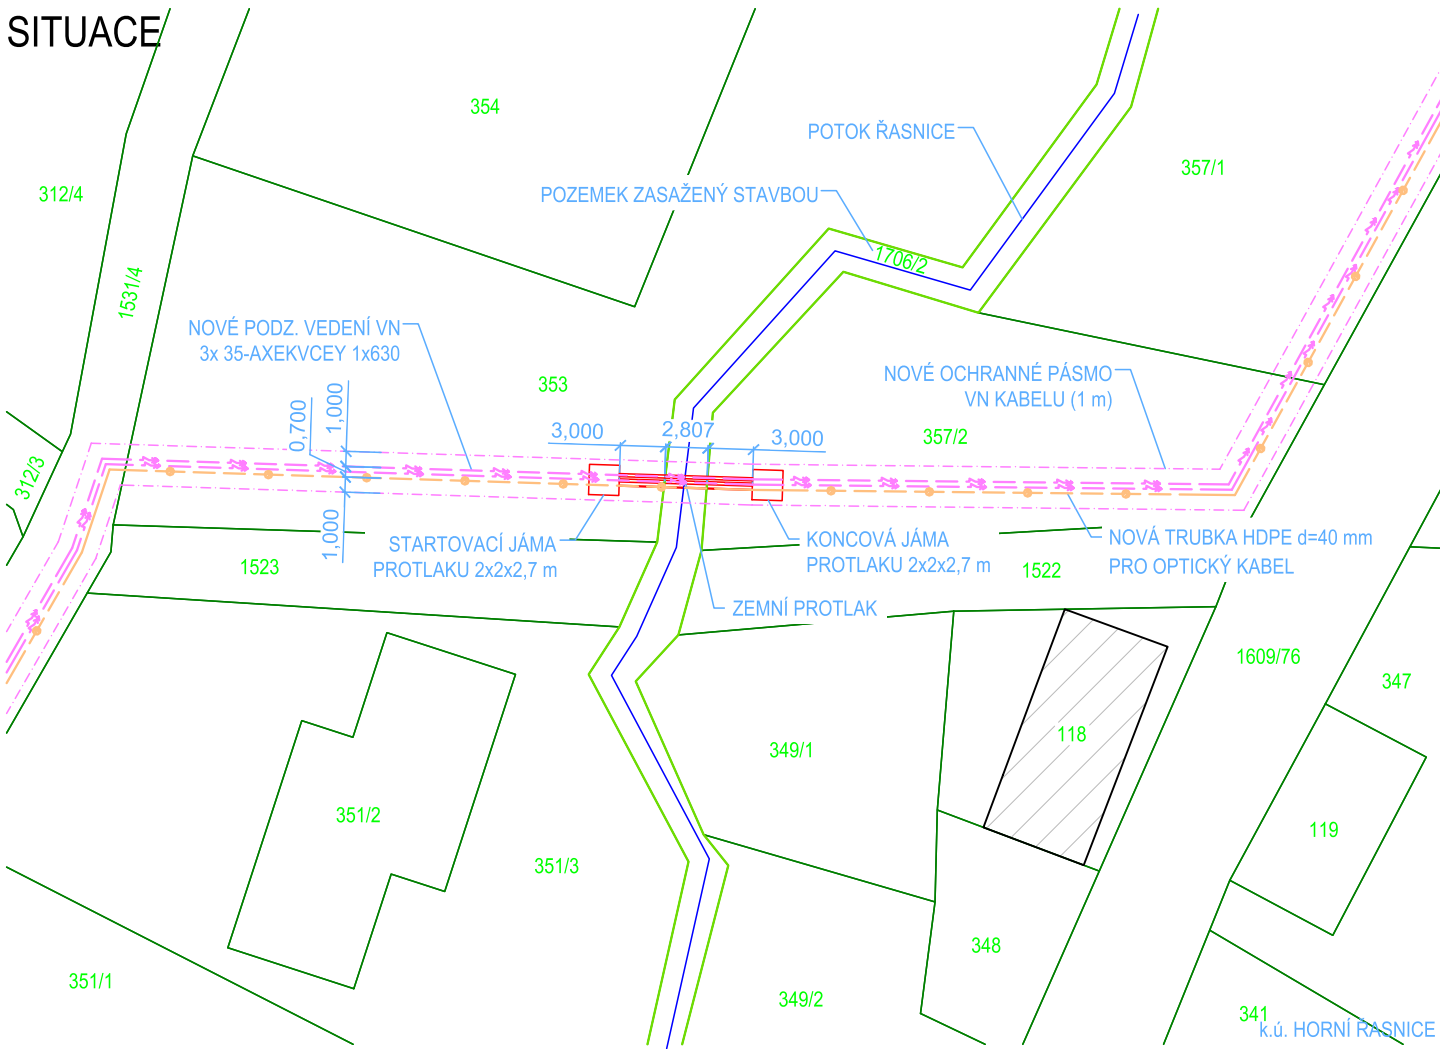 SITUACE
354
POTOK ŘASNICE
357/1
312/4
POZEMEK ZASAŽENÝ STAVBOU
1706/2
1531/4
NOVÉ PODZ. VEDENÍ VN
3x 35-AXEKVCEY 1x630
353
NOVÉ OCHRANNÉ PÁSMO
VN KABELU (1 m)
0,700
1,000
3,000
2,807
3,000
357/2
312/3
1,000
STARTOVACÍ JÁMA
PROTLAKU 2x2x2,7 m
KONCOVÁ JÁMA
PROTLAKU 2x2x2,7 m
NOVÁ TRUBKA HDPE d=40 mm
PRO OPTICKÝ KABEL
1523
1522
ZEMNÍ PROTLAK
1609/76
347
118
349/1
351/2
119
351/3
348
351/1
349/2
341
k.ú. HORNÍ ŘASNICE